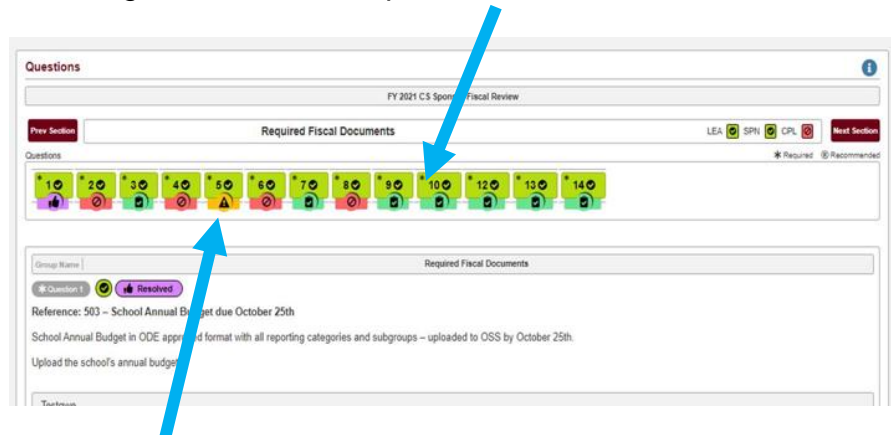 Questions
FY 2021 CS Sponsor Fiscal Review
Prev Section Required Fiscal Documents LEA SPN CPL Next Section
Questions * Required ® Recommended
* 1 * 2 * 3 * 4 * 5 * 6 * 7 * 8 * 9 * 10 * 12 * 13 * 14
Group Name Required Fiscal Documents
* Question 1 Resolved
Reference: 503 – School Annual Budget due October 25th
School Annual Budget in ODE approved format with all reporting categories and subgroups – uploaded to OSS by October 25th.
Upload the school's annual budget